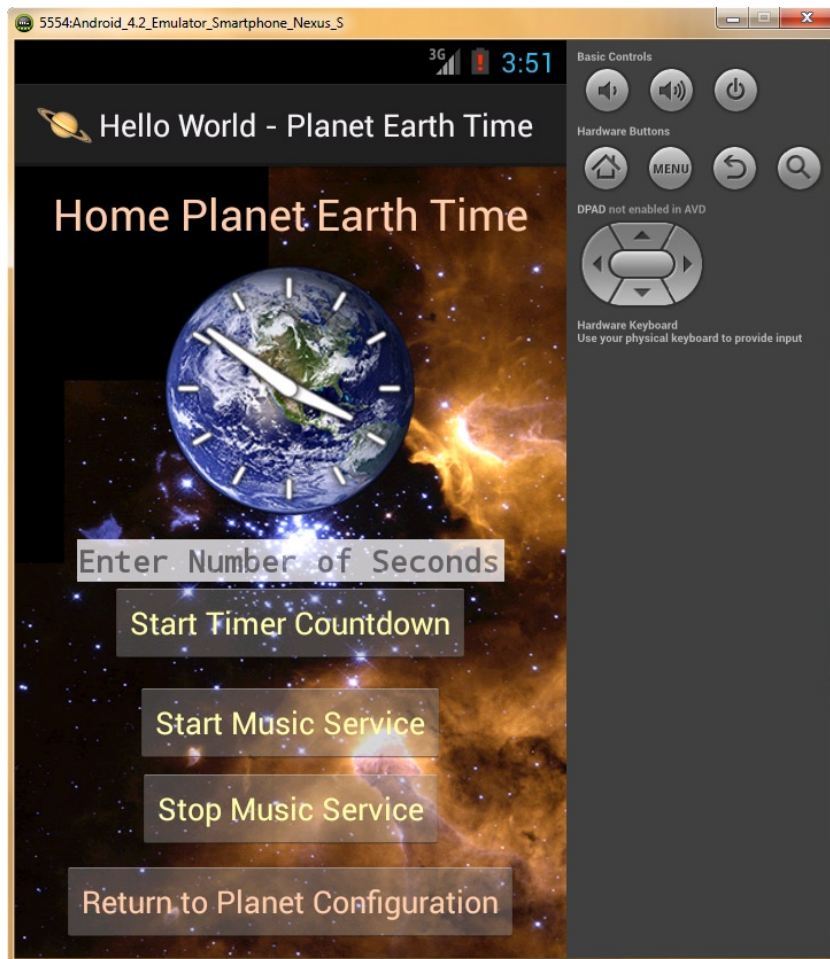 5554:Android_4.2_Emulator_Smartphone_Nexus_S
3G 3:51
Hello World - Planet Earth Time
Home Planet Earth Time
Enter Number of Seconds
Start Timer Countdown
Start Music Service
Stop Music Service
Return to Planet Configuration
Basic Controls
Hardware Buttons
MENU
DPAD not enabled in AVD
Hardware Keyboard
Use your physical keyboard to provide input